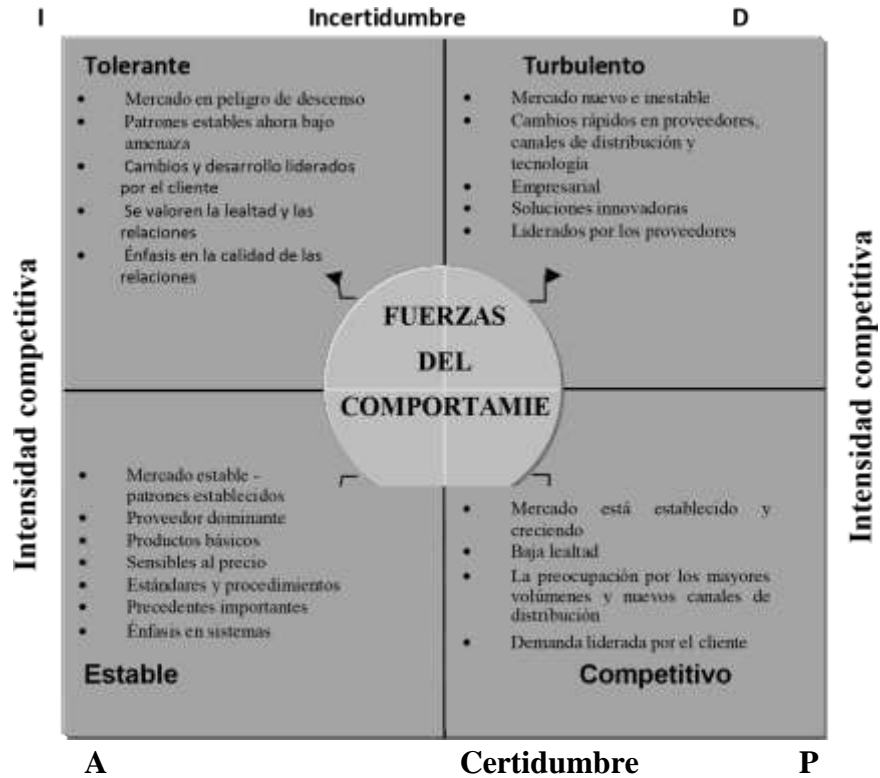 I Incertidumbre D
Tolerante
• Mercado en peligro de descenso
• Patrones estables ahora bajo
amenaza
• Cambios y desarrollo liderados
por el cliente
• Se valoren la lealtad y las
relaciones
• Énfasis en la calidad de las
relaciones
Turbulento
• Mercado nuevo e inestable
• Cambios rápidos en proveedores,
canales de distribución y
tecnología
• Empresarial
• Soluciones innovadoras
• Liderados por los proveedores
Intensidad competitiva
FUERZAS
DEL
COMPORTAMIE
Intensidad competitiva
• Mercado estable -
patrones establecidos
• Proveedor dominante
• Productos básicos
• Sensibles al precio
• Estándares y procedimientos
• Precedentes importantes
• Énfasis en sistemas
Estable
• Mercado está establecido y
creciendo
• Baja lealtad
• La preocupación por los mayores
volúmenes y nuevos canales de
distribución
• Demanda liderada por el cliente
Competitivo
A Certidumbre P